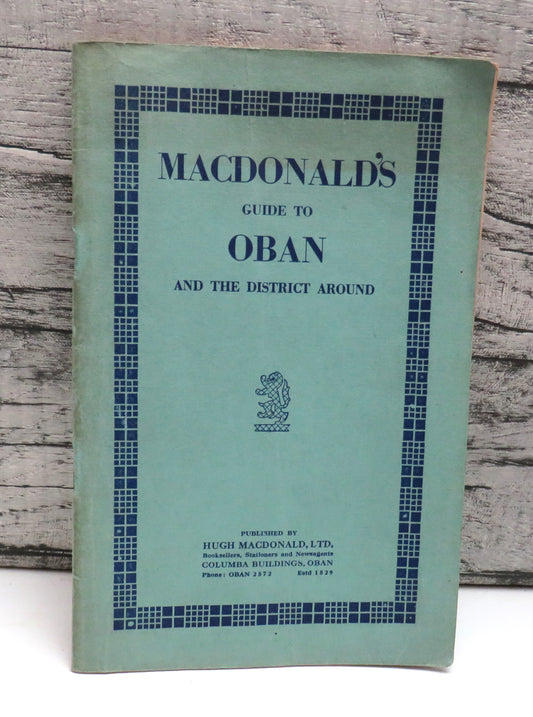 MACDONALD'S
GUIDE TO
OBAN
AND THE DISTRICT AROUND
PUBLISHED BY
HUGH MACDONALD, LTD.
Booksellers, Stationers and Newsagents
COLUMBA BUILDINGS, OBAN
Phone: OBAN 2572 Estd 1829